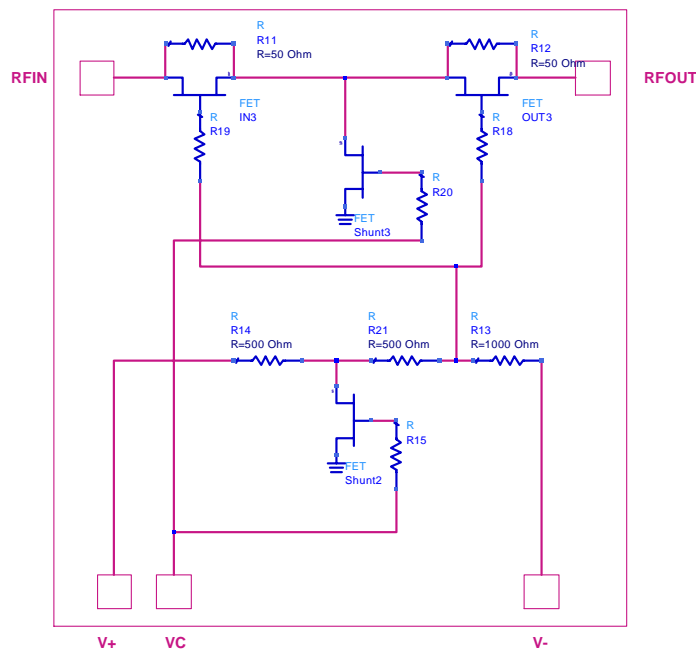 R
R11
R=50 Ohm
R
R12
R=50 Ohm
RFIN
RFOUT
FET
IN3
FET
OUT3
R
R19
R
R18
R
R20
FET
Shunt3
R
R14
R=500 Ohm
R
R21
R=500 Ohm
R
R13
R=1000 Ohm
R
R15
FET
Shunt2
V+
VC
V-